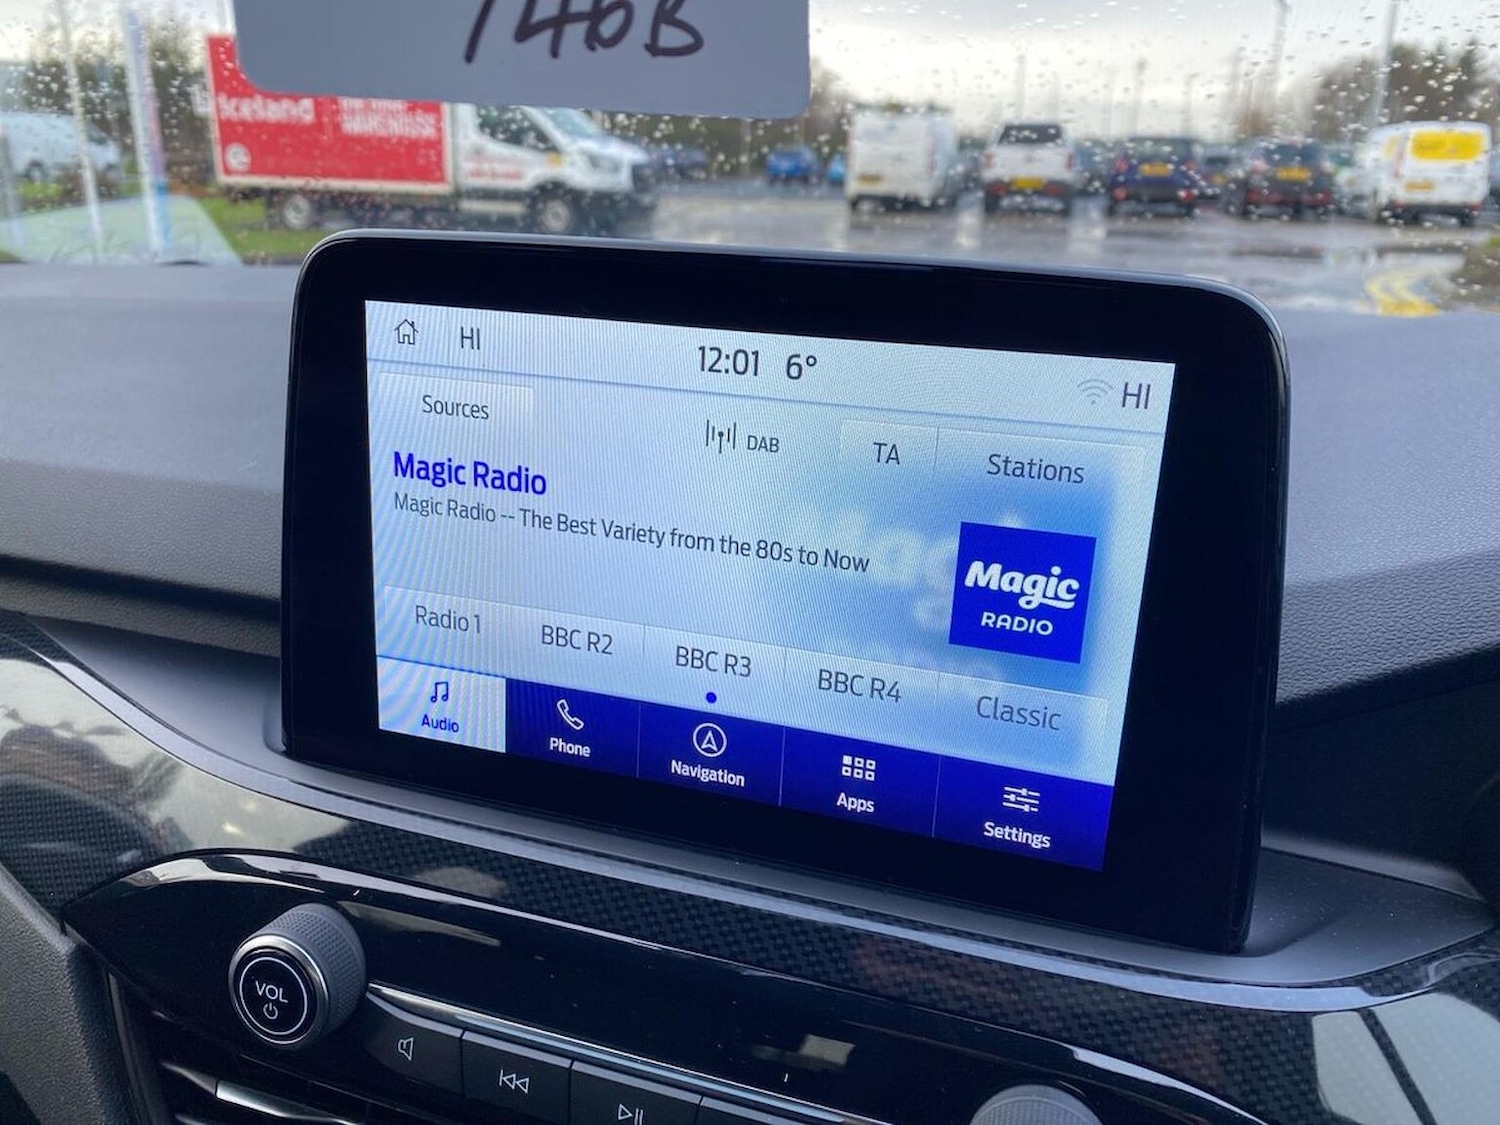 746B
Iceland
WAREHOUSE
HI
12:01 6°
HI
Sources
DAB
TA
Stations
Magic Radio
Magic Radio -- The Best Variety from the 80s to Now
Magic
RADIO
Radio 1
BBC R2
BBC R3
BBC R4
Classic
Audio
Phone
Navigation
Apps
Settings
VOL